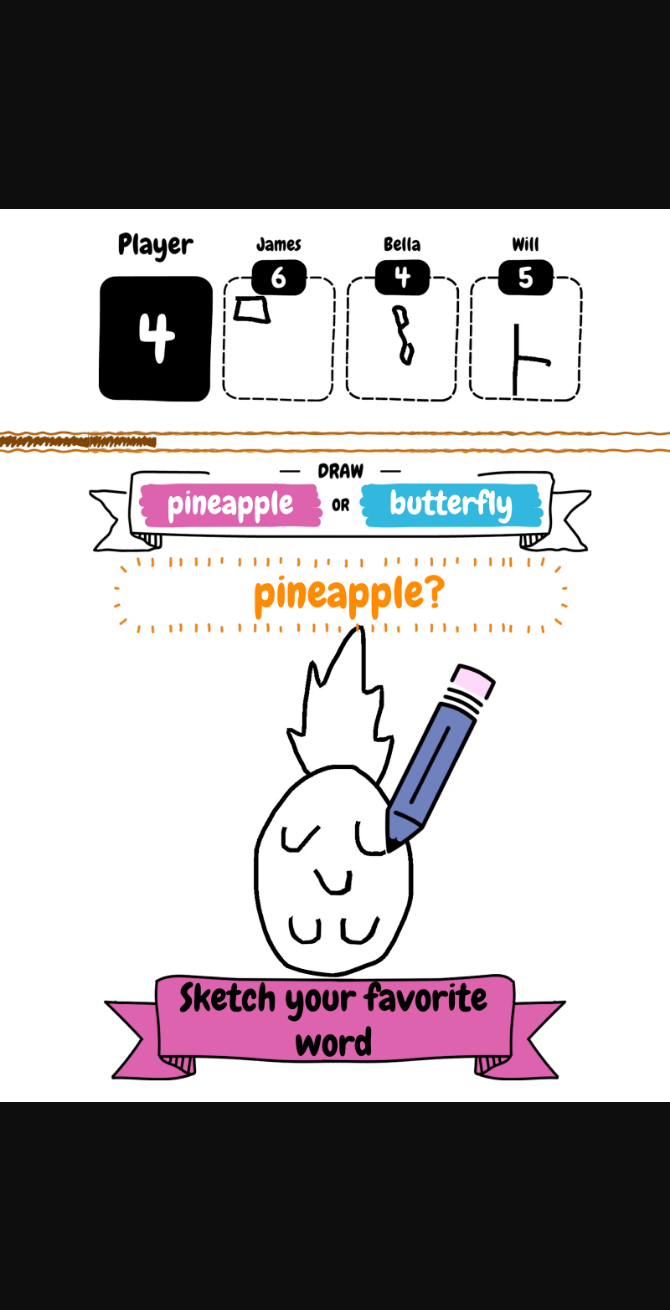 Player
James
Bella
Will
4
6
4
5
DRAW
pineapple OR butterfly
pineapple?
Sketch your favorite
word